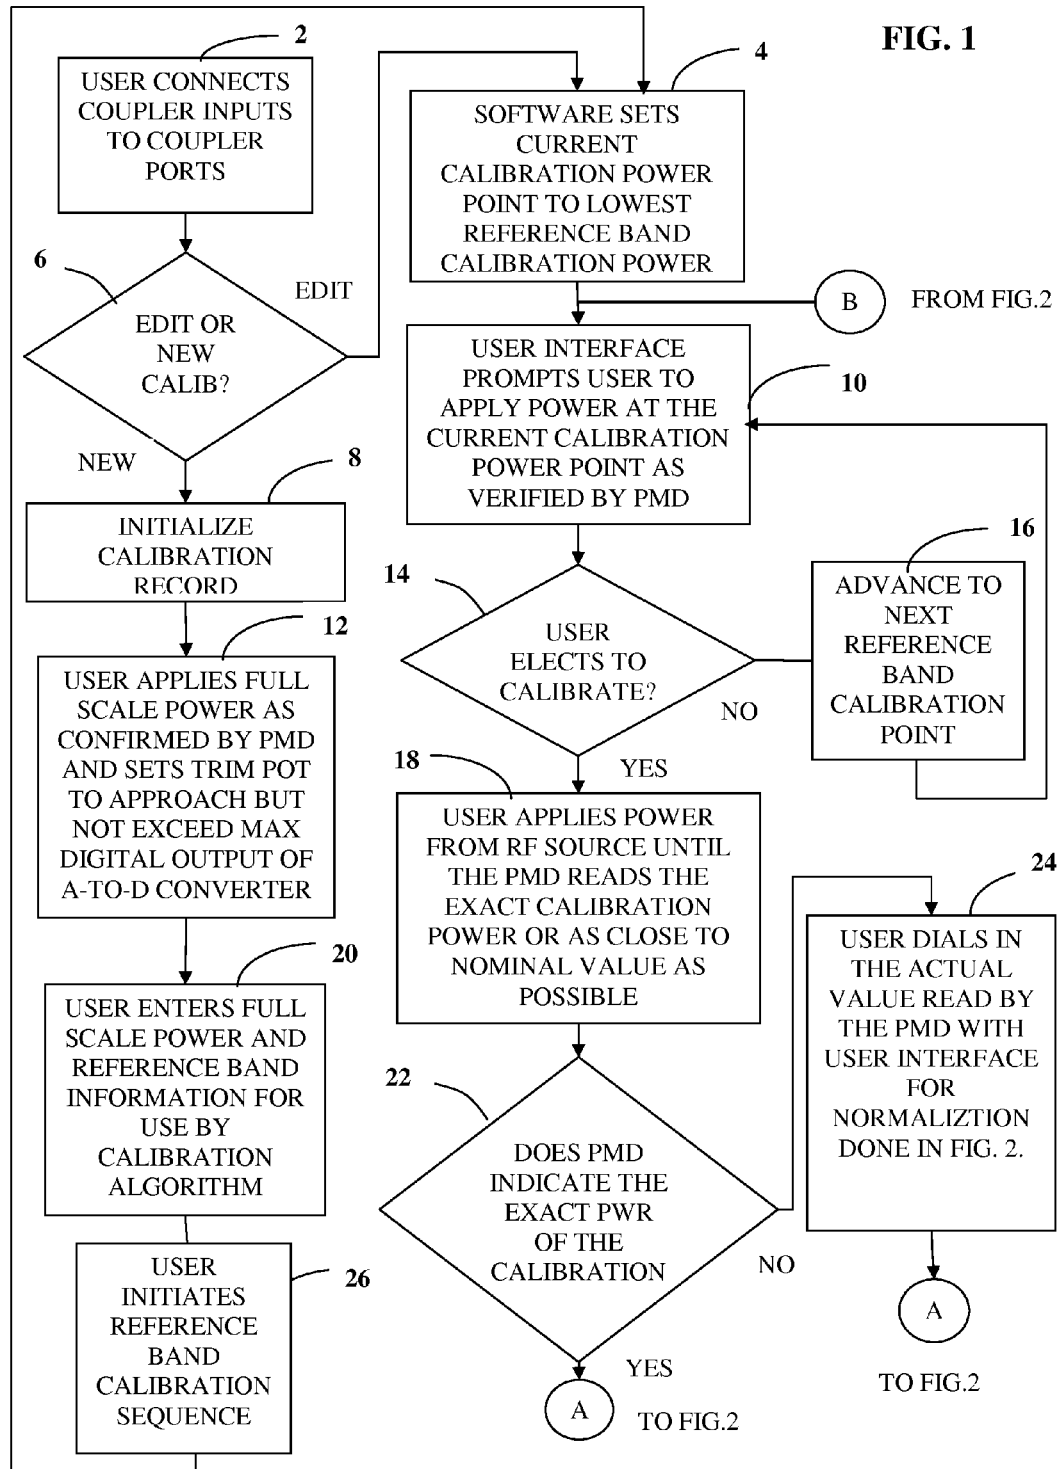 FIG. 1
2
USER CONNECTS
COUPLER INPUTS
TO COUPLER
PORTS
6
EDIT OR
NEW
CALIB?
EDIT
NEW
8
INITIALIZE
CALIBRATION
RECORD
12
USER APPLIES FULL
SCALE POWER AS
CONFIRMED BY PMD
AND SETS TRIM POT
TO APPROACH BUT
NOT EXCEED MAX
DIGITAL OUTPUT OF
A-TO-D CONVERTER
20
USER ENTERS FULL
SCALE POWER AND
REFERENCE BAND
INFORMATION FOR
USE BY
CALIBRATION
ALGORITHM
26
USER
INITIATES
REFERENCE
BAND
CALIBRATION
SEQUENCE
4
SOFTWARE SETS
CURRENT
CALIBRATION POWER
POINT TO LOWEST
REFERENCE BAND
CALIBRATION POWER
B
FROM FIG.2
10
USER INTERFACE
PROMPTS USER TO
APPLY POWER AT THE
CURRENT CALIBRATION
POWER POINT AS
VERIFIED BY PMD
14
USER
ELECTS TO
CALIBRATE?
NO
YES
16
ADVANCE TO
NEXT
REFERENCE
BAND
CALIBRATION
POINT
18
USER APPLIES POWER
FROM RF SOURCE UNTIL
THE PMD READS THE
EXACT CALIBRATION
POWER OR AS CLOSE TO
NOMINAL VALUE AS
POSSIBLE
22
DOES PMD
INDICATE THE
EXACT PWR
OF THE
CALIBRATION
NO
YES
A
TO FIG.2
24
USER DIALS IN
THE ACTUAL
VALUE READ BY
THE PMD WITH
USER INTERFACE
FOR
NORMALIZTION
DONE IN FIG. 2.
A
TO FIG.2